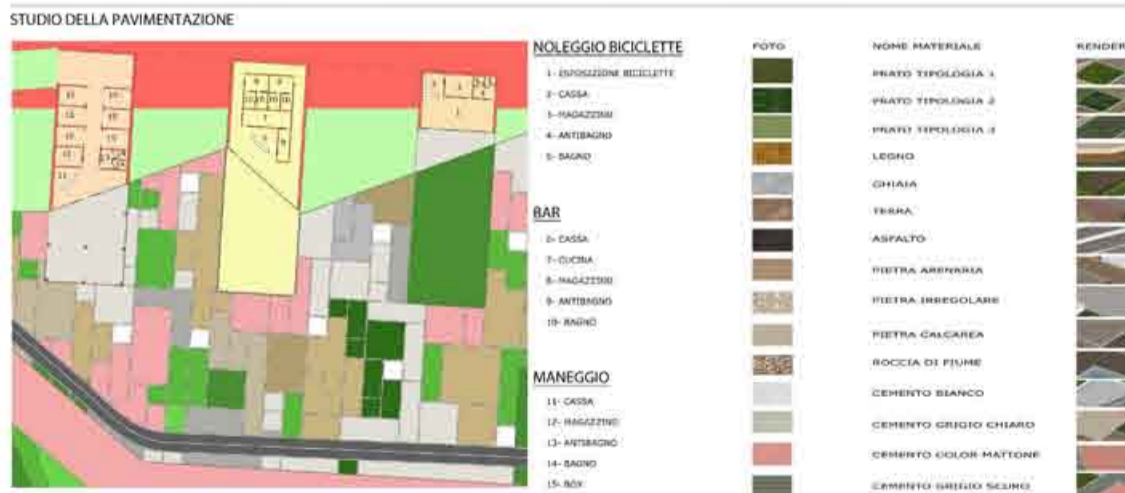 STUDIO DELLA PAVIMENTAZIONE
NOLEGGIO BICICLETTE
1- ESPOSIZIONE BICICLETTE
2- CASSA
3- MAGAZZINO
4- ANTIBAGNO
5- BAGNO
BAR
6- CASSA
7- CUCINA
8- MAGAZZINO
9- ANTIBAGNO
10- BAGNO
MANEGGIO
11- CASSA
12- MAGAZZINO
13- ANTIBAGNO
14- BAGNO
15- BOX
FOTO
NOME MATERIALE
RENDER
PRATO TIPOLOGIA 1
PRATO TIPOLOGIA 2
PRATO TIPOLOGIA 3
LEGNO
GHIAIA
TERRA
ASFALTO
PIETRA ARENARIA
PIETRA IRREGOLARE
PIETRA CALCAREA
ROCCIA DI FIUME
CEMENTO BIANCO
CEMENTO GRIGIO CHIARO
CEMENTO COLOR MATTONE
CEMENTO GRIGIO SCURO